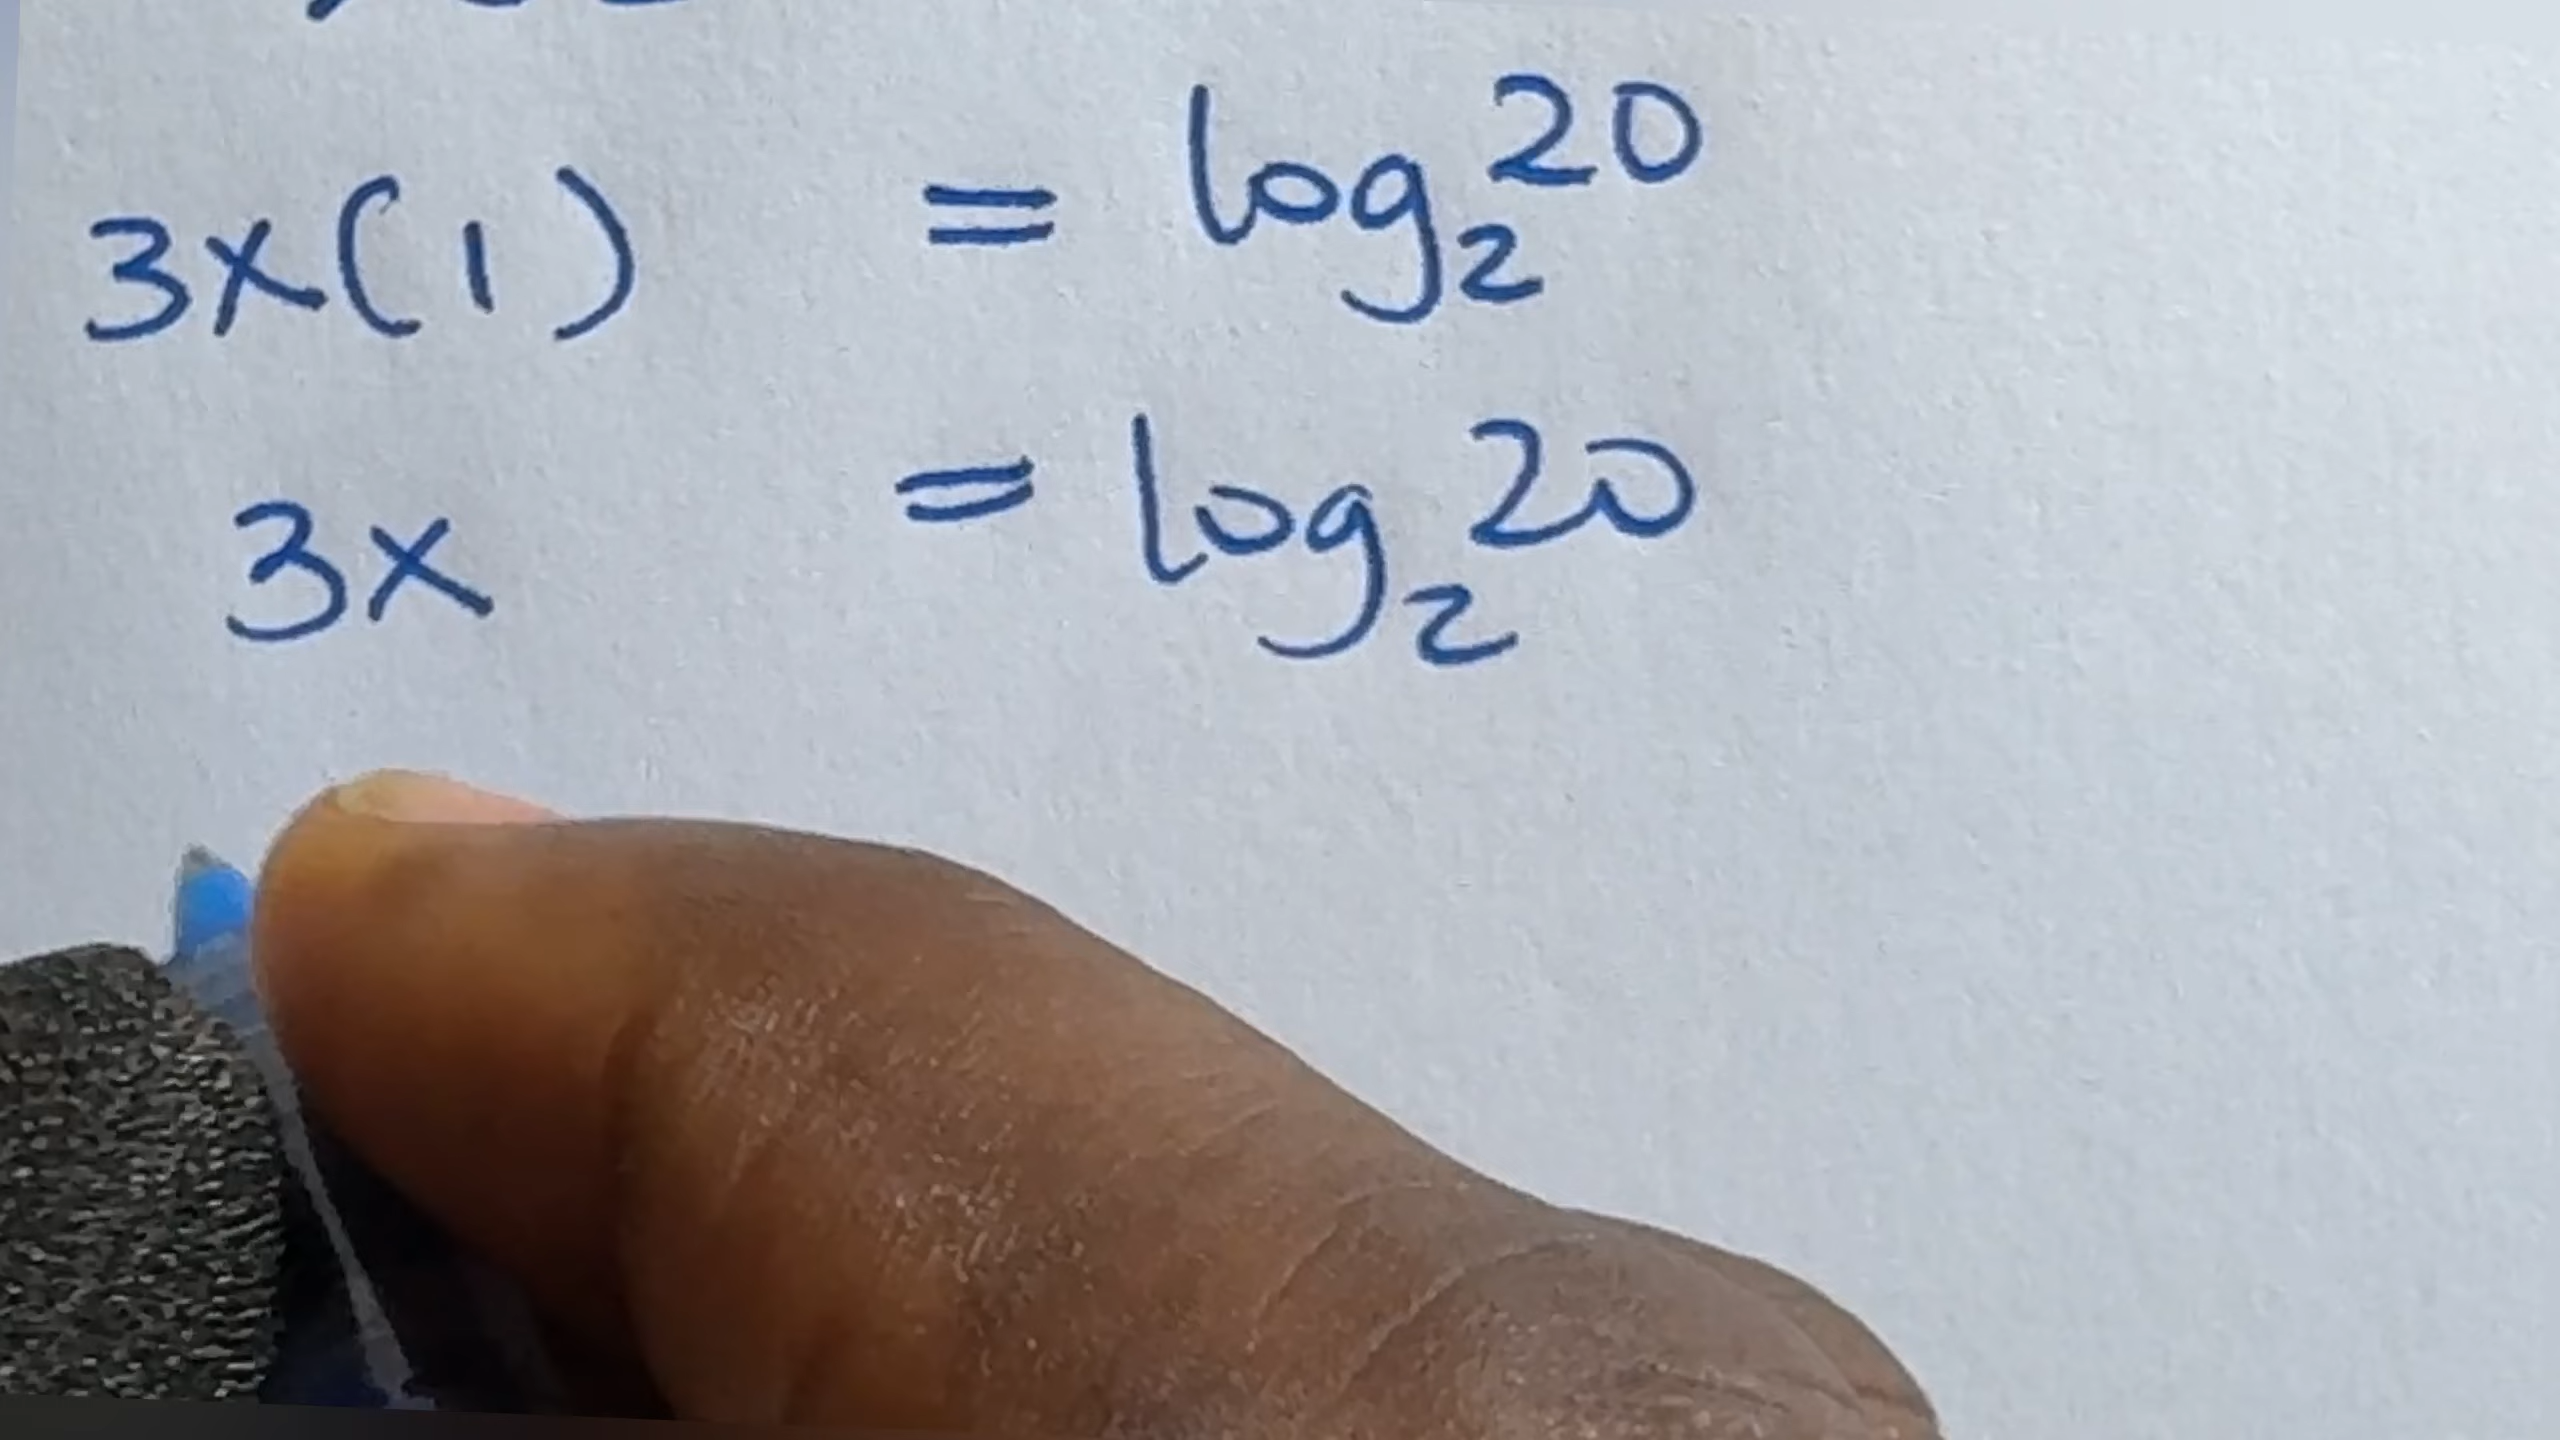 3x(1) = log₂20
3x = log₂20